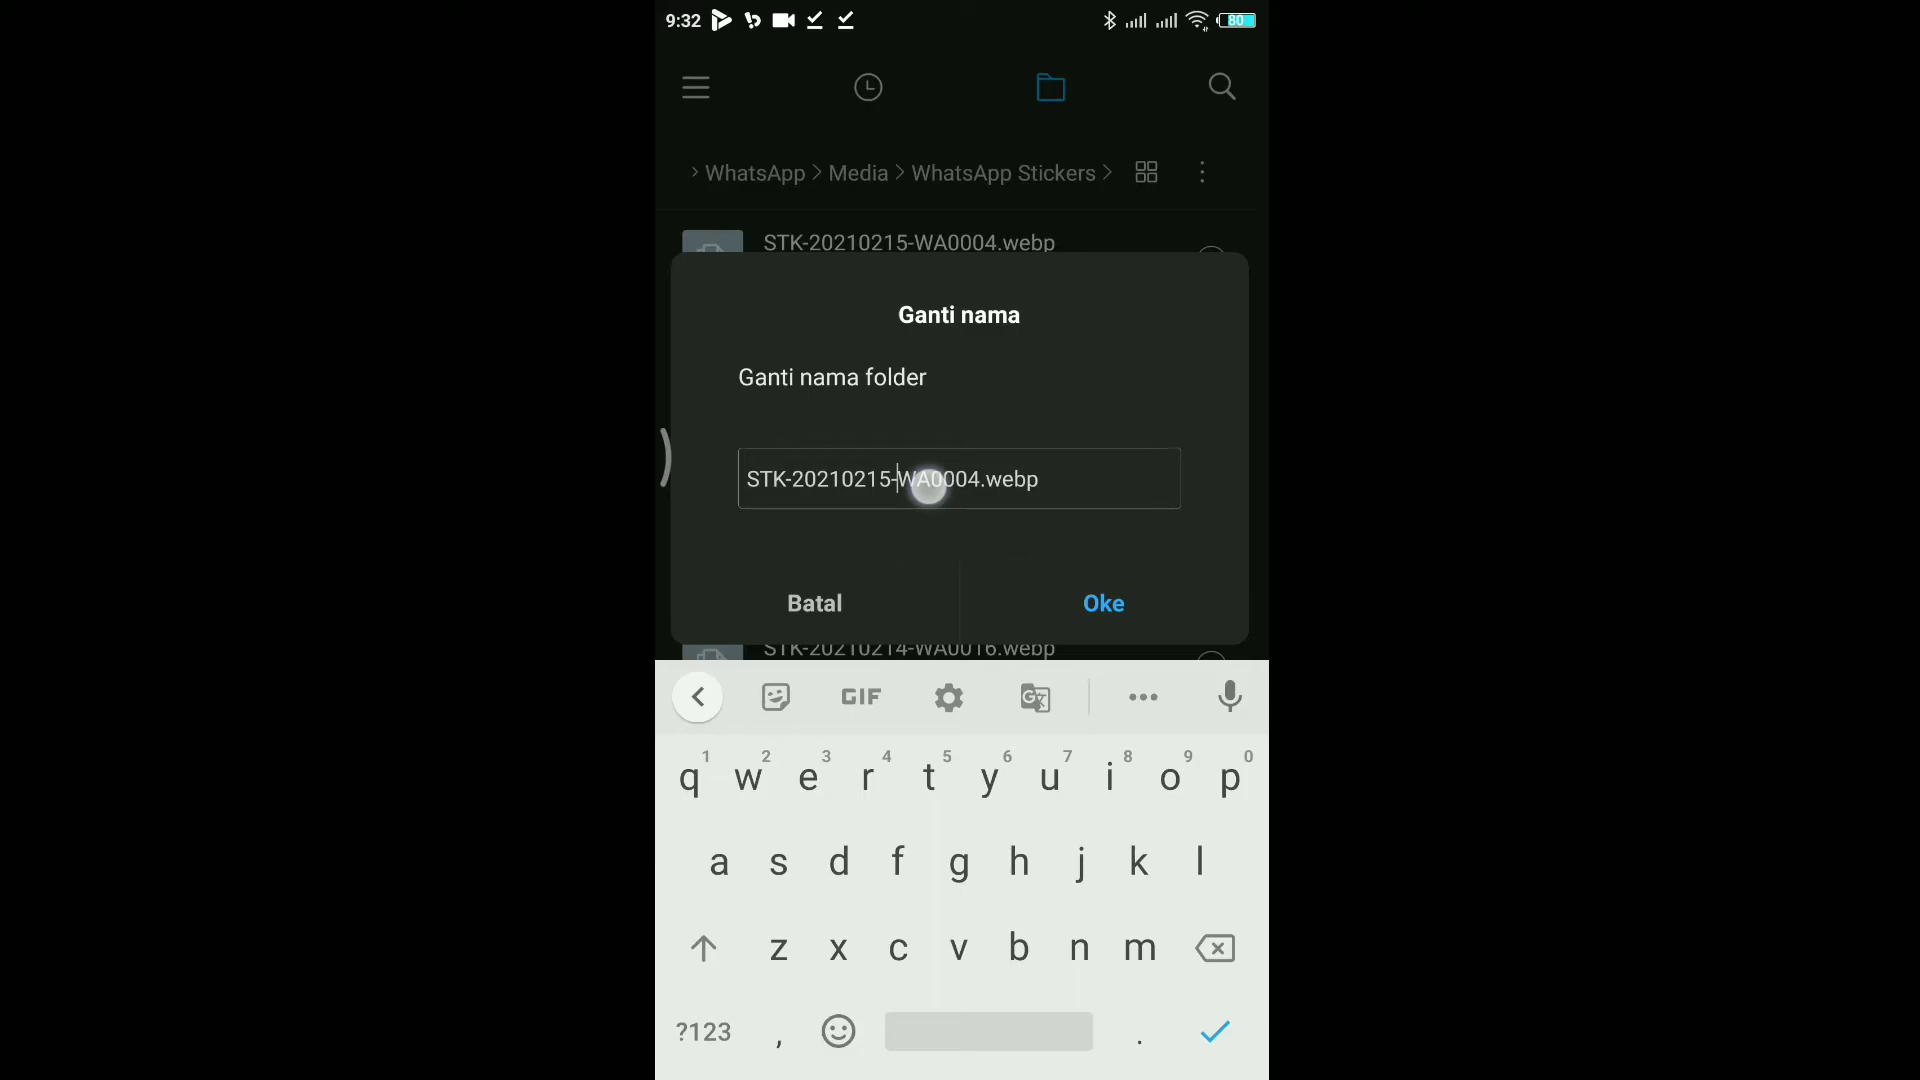 9:32 80
WhatsApp Media WhatsApp Stickers
STK-20210215-WA0004.webp
Ganti nama
Ganti nama folder
STK-20210215-WA0004.webp
Batal Oke
STK-20210214-WA0016.webp
GIF
1 2 3 4 5 6 7 8 9 0
q w e r t y u i o p
a s d f g h j k l
z x c v b n m
?123 , .